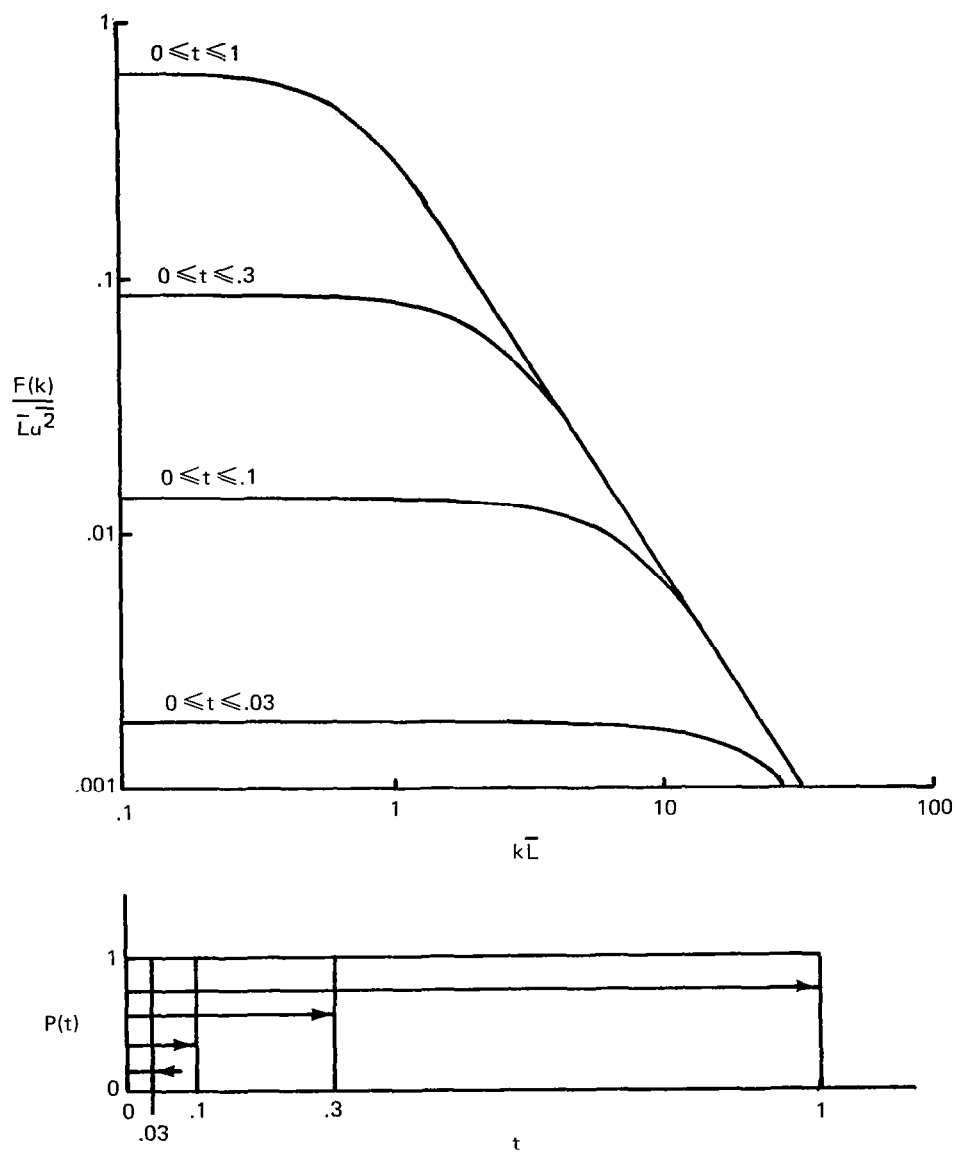 1
0 ≤ t ≤ 1
.1
0 ≤ t ≤ .3
F(k)
L̄u̅²̅
0 ≤ t ≤ .1
.01
0 ≤ t ≤ .03
.001
.1 1 10 100
kL̄
1
P(t)
0
0 .03 .1 .3 1
t